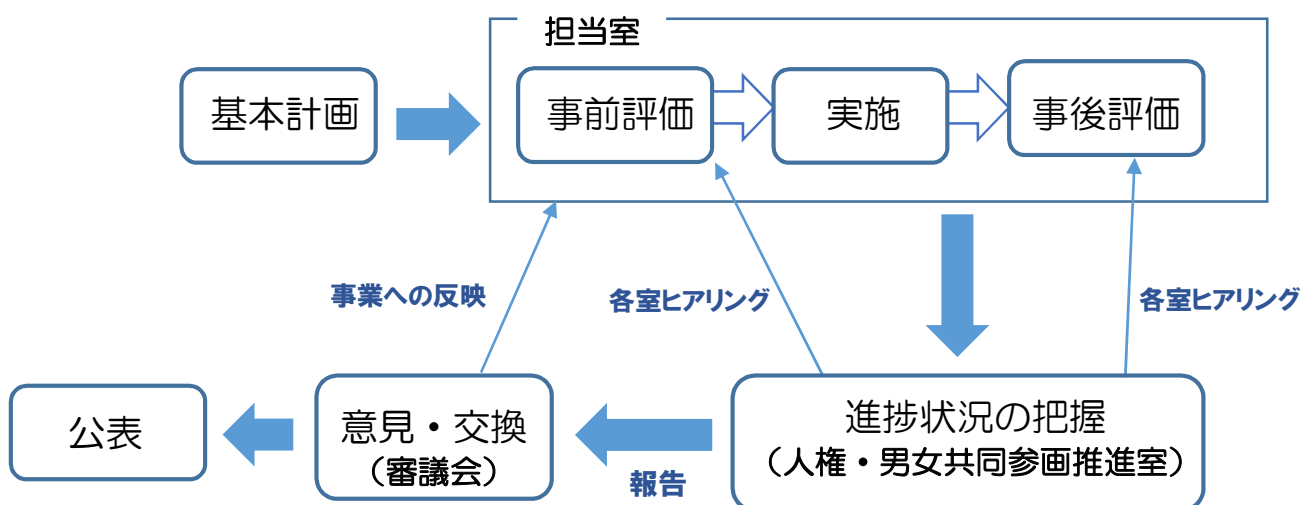 担当室
基本計画
事前評価
実施
事後評価
事業への反映
各室ヒアリング
各室ヒアリング
公表
意見・交換
（審議会）
報告
進捗状況の把握
（人権・男女共同参画推進室）